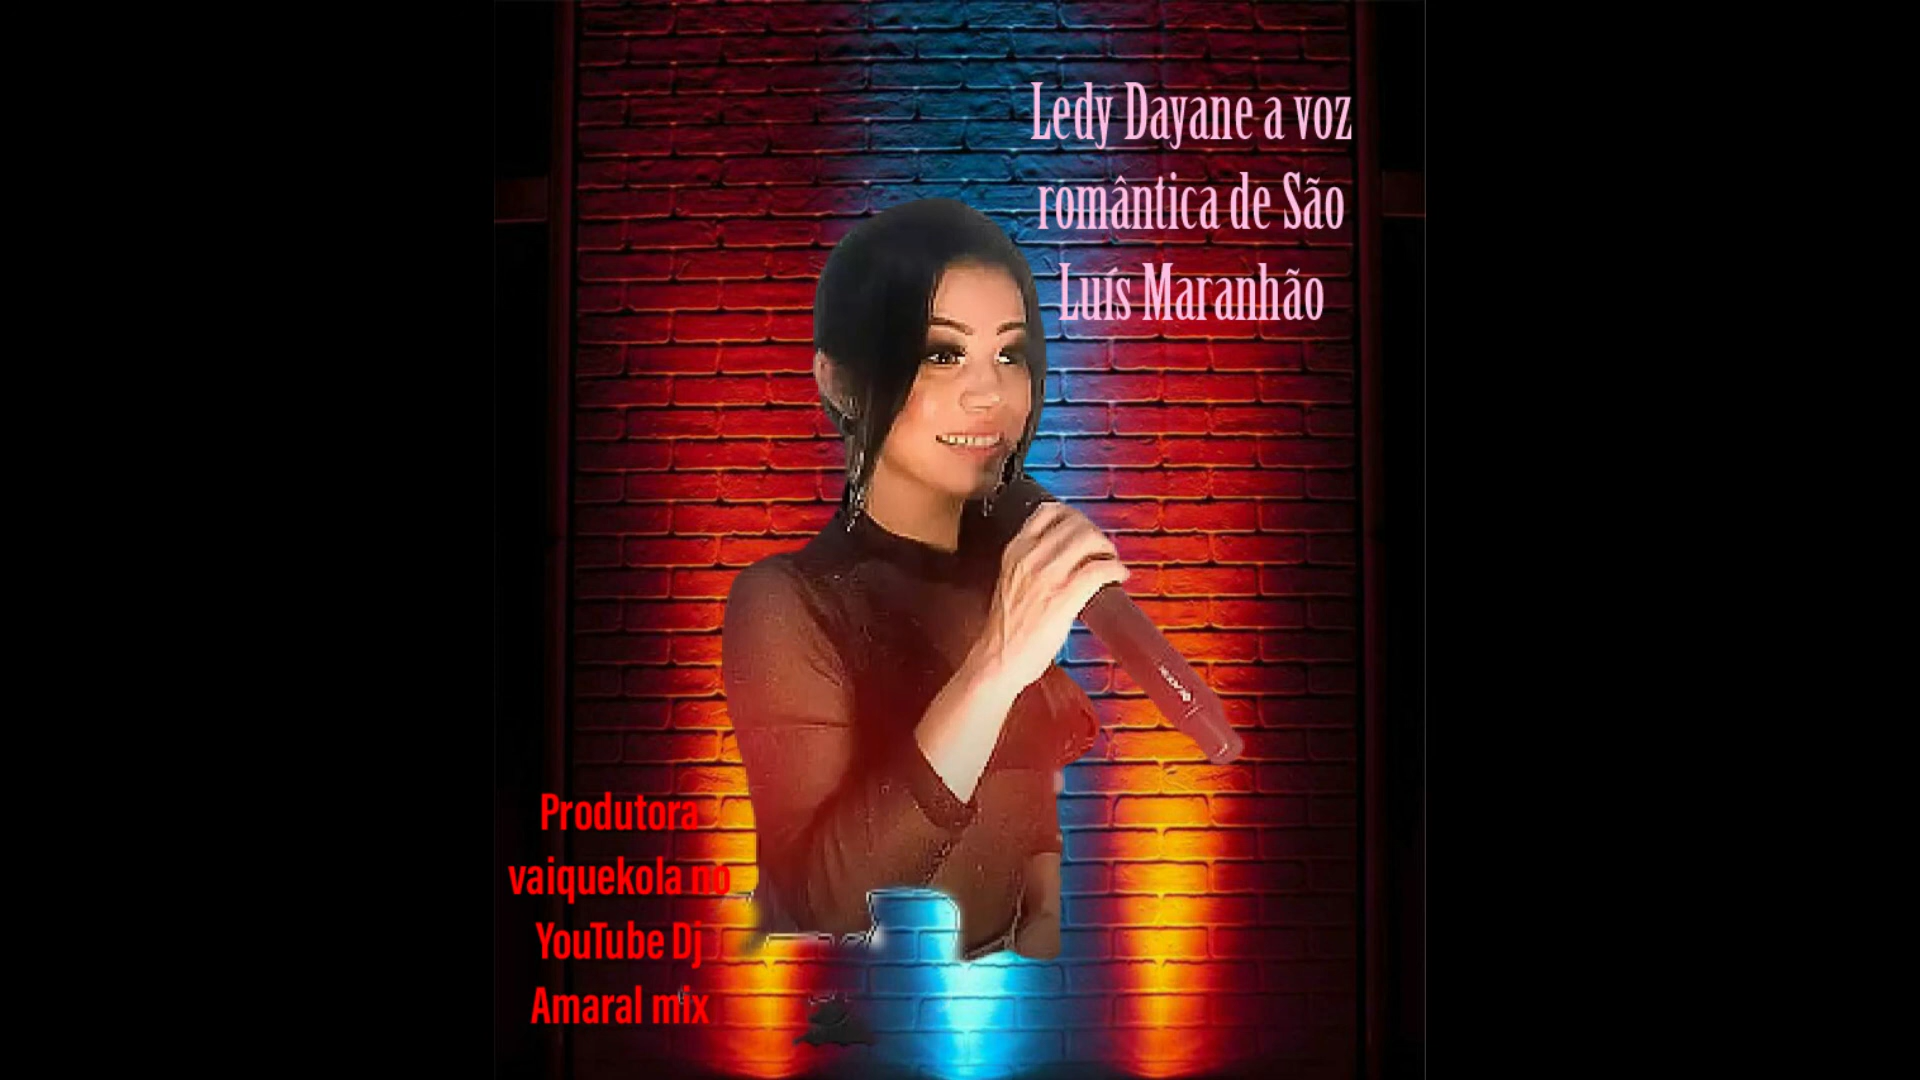 Ledy Dayane a voz
romântica de São
Luís Maranhão
Produtora
vaiquekola no
YouTube Dj
Amaral mix